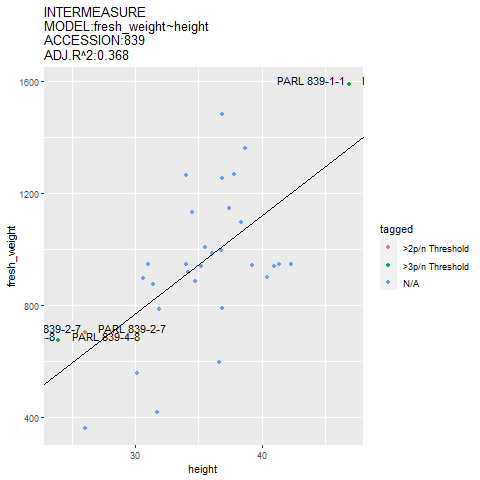 INTERMEASURE
MODEL:fresh_weight~height
ACCESSION:839
ADJ.R^2:0.368
1600
1200
800
400
fresh_weight
PARL 839-1-1
839-2-7
PARL 839-2-7
-8
PARL 839-4-8
30
40
height
tagged
>2p/n Threshold
>3p/n Threshold
N/A